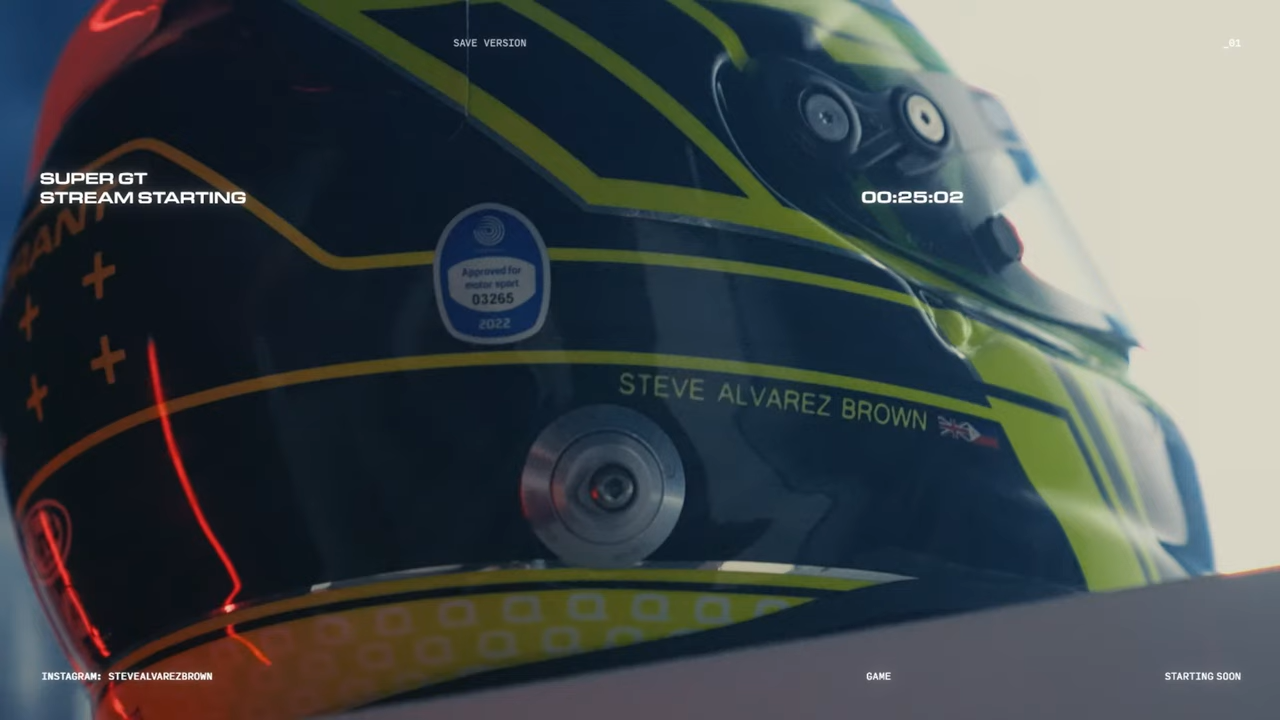 SAVE VERSION
_01
SUPER GT
STREAM STARTING
00:25:02
Approved for
motor sport
03265
2022
STEVE ALVAREZ BROWN
INSTAGRAM: STEVEALVAREZBROWN
GAME
STARTING SOON